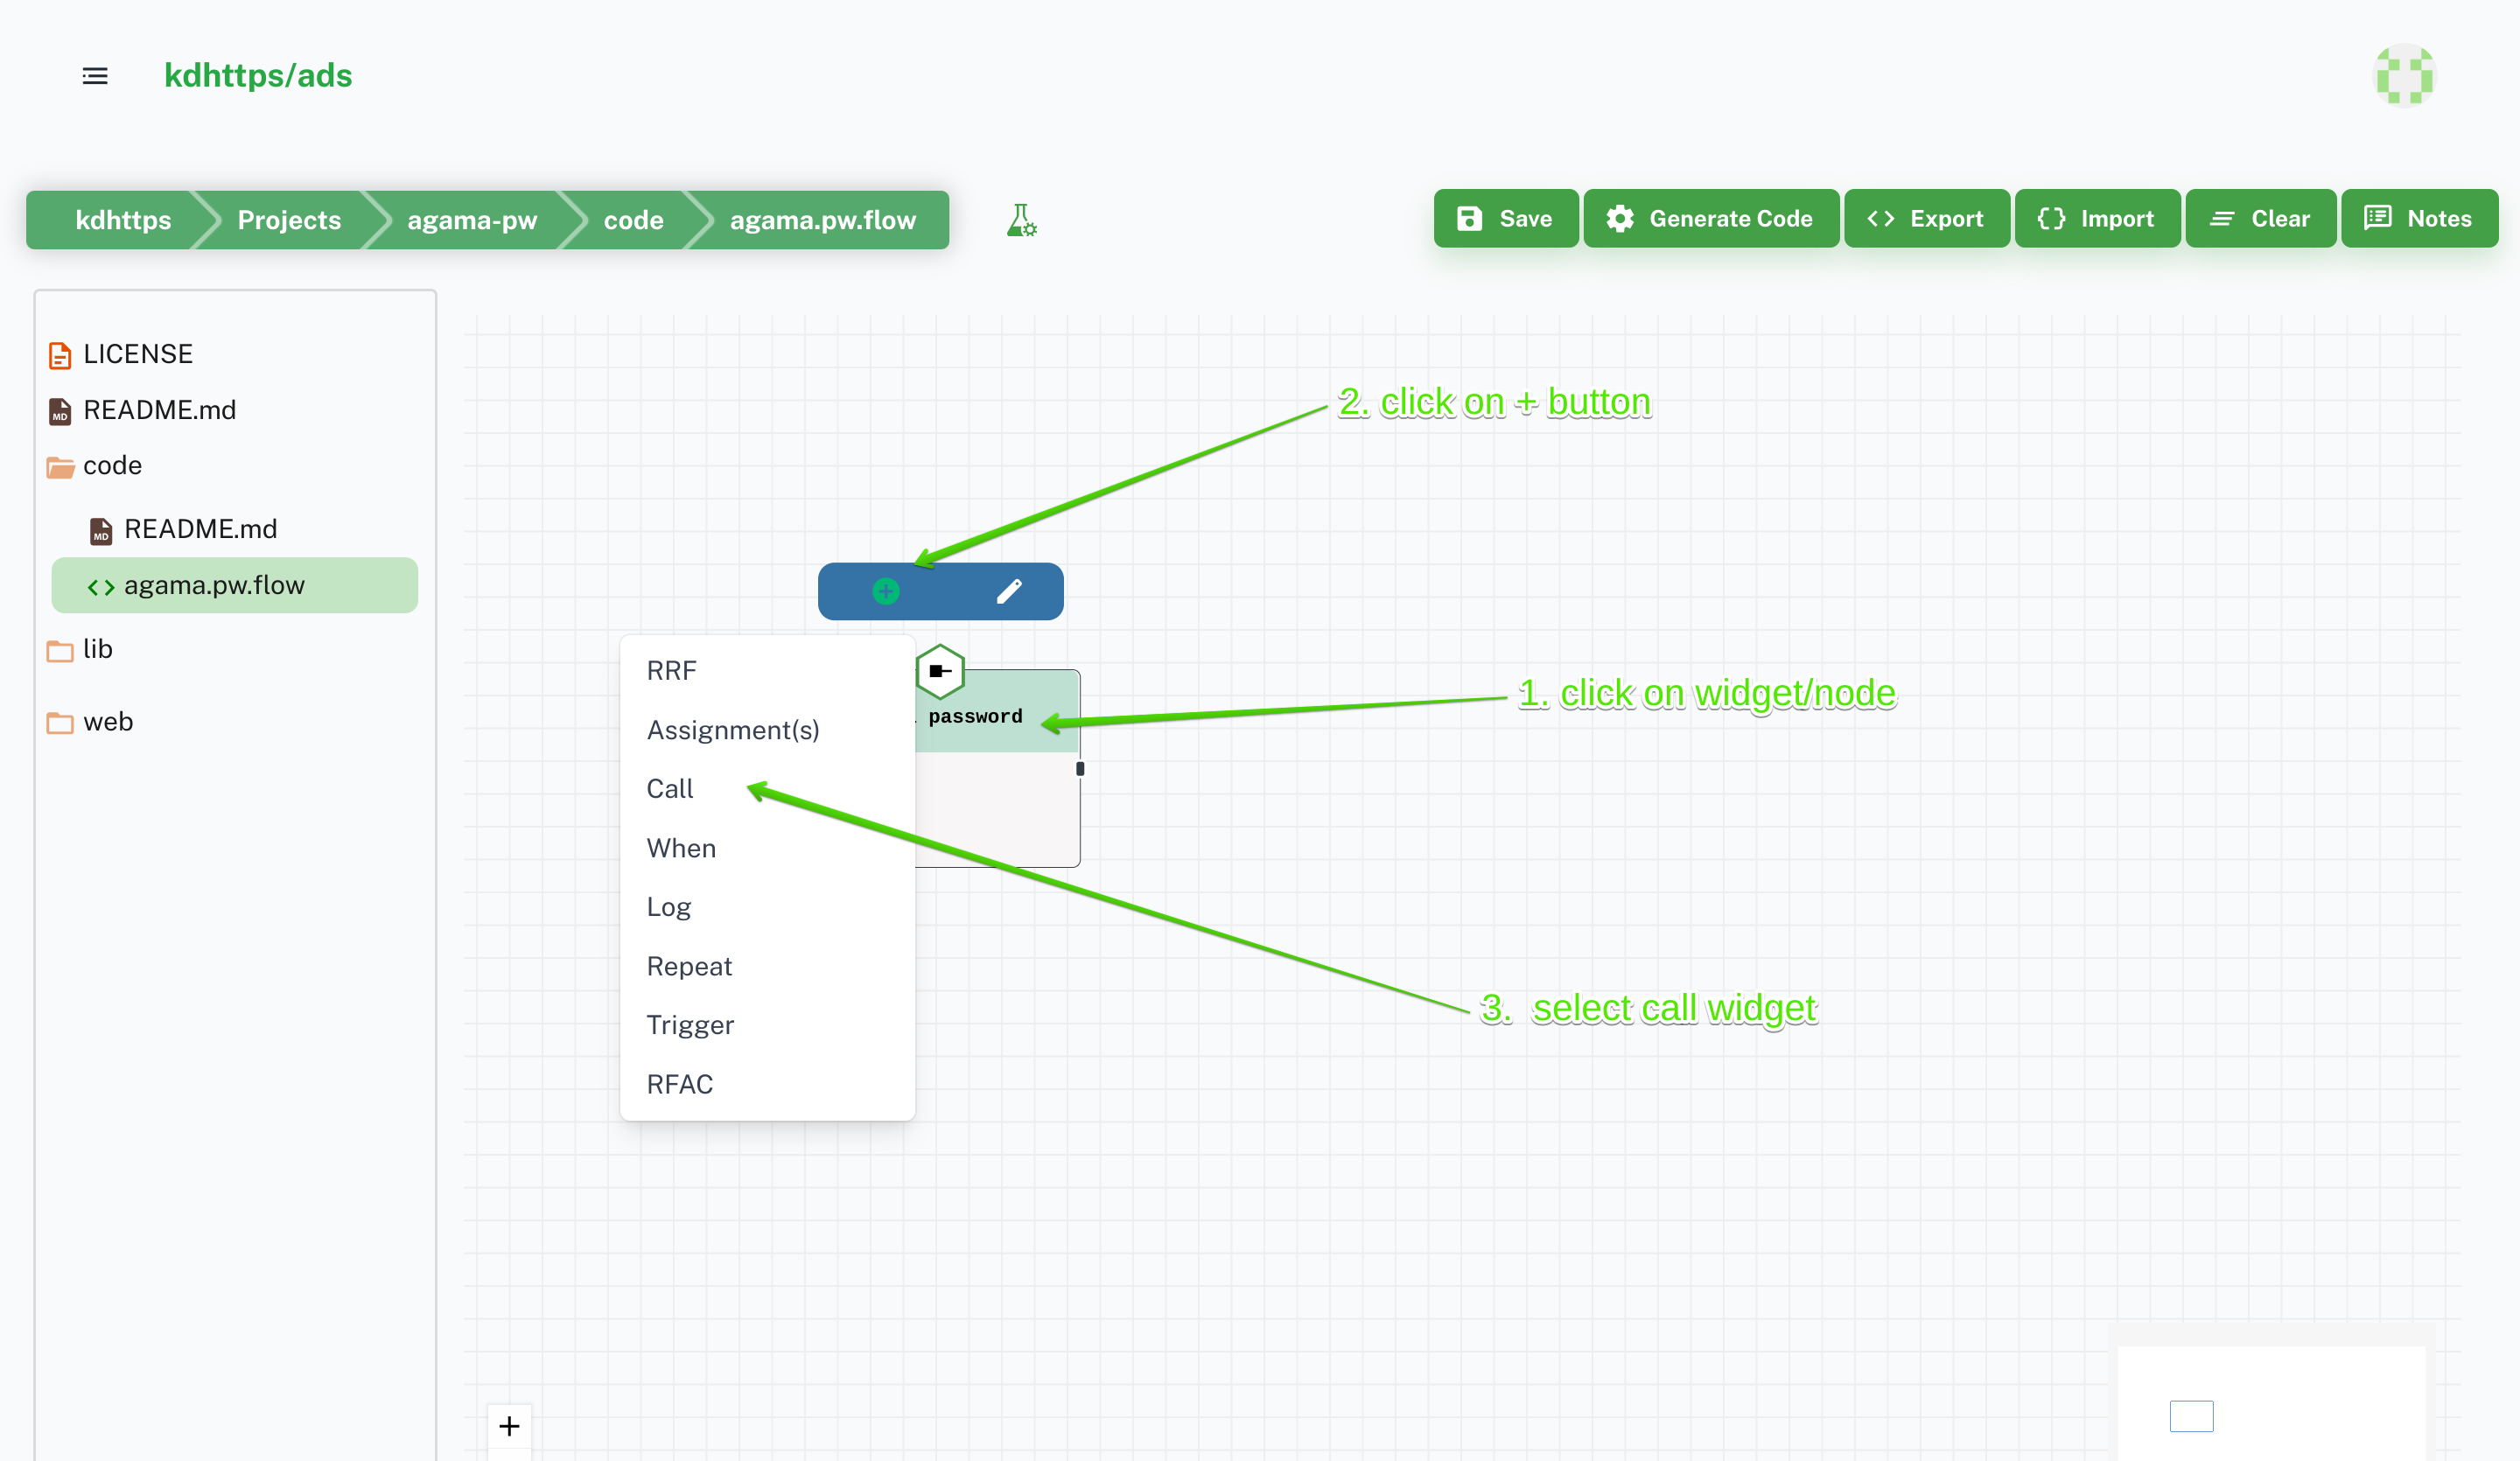 kdhttps/ads
kdhttps Projects agama-pw code agama.pw.flow
Save Generate Code Export Import Clear Notes
LICENSE
MD README.md
code
MD README.md
agama.pw.flow
lib
web
2. click on + button
RRF
Assignment(s)
Call
When
Log
Repeat
Trigger
RFAC
password
1. click on widget/node
3. select call widget